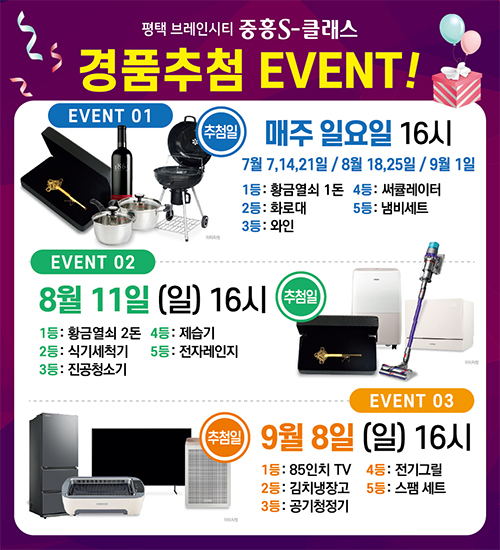 평택 브레인시티 중흥S-클래스
경품추첨 EVENT!
EVENT 01
추첨일
매주 일요일 16시
7월 7,14,21일 / 8월 18,25일 / 9월 1일
1등: 황금열쇠 1돈 4등: 써큘레이터
2등: 화로대 5등: 냄비세트
3등: 와인
EVENT 02
8월 11일 (일) 16시
추첨일
1등: 황금열쇠 2돈 4등: 제습기
2등: 식기세척기 5등: 전자레인지
3등: 진공청소기
EVENT 03
추첨일
9월 8일 (일) 16시
1등: 85인치 TV 4등: 전기그릴
2등: 김치냉장고 5등: 스팸 세트
3등: 공기청정기